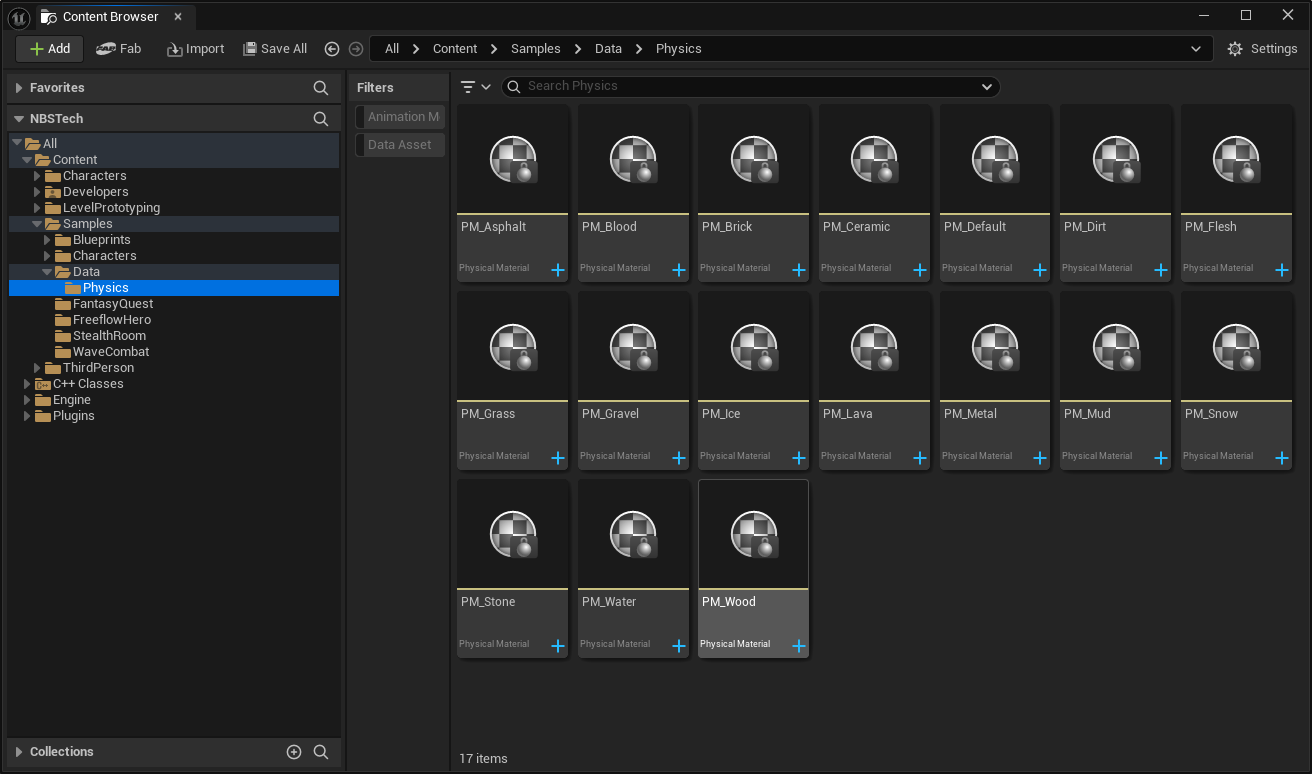 Content Browser
Add
Fab
Import
Save All
All
Content
Samples
Data
Physics
Settings
Favorites
NBSTech
All
Content
Characters
Developers
LevelPrototyping
Samples
Blueprints
Characters
Data
Physics
FantasyQuest
FreeflowHero
StealthRoom
WaveCombat
ThirdPerson
C++ Classes
Engine
Plugins
Collections
Filters
Animation M
Data Asset
Search Physics
PM_Asphalt
Physical Material
PM_Blood
Physical Material
PM_Brick
Physical Material
PM_Ceramic
Physical Material
PM_Default
Physical Material
PM_Dirt
Physical Material
PM_Flesh
Physical Material
PM_Grass
Physical Material
PM_Gravel
Physical Material
PM_Ice
Physical Material
PM_Lava
Physical Material
PM_Metal
Physical Material
PM_Mud
Physical Material
PM_Snow
Physical Material
PM_Stone
Physical Material
PM_Water
Physical Material
PM_Wood
Physical Material
17 items